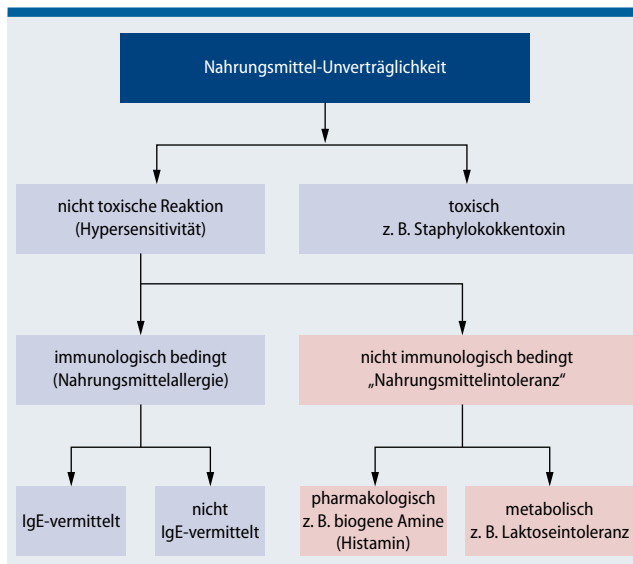 Nahrungsmittel-Unverträglichkeit
nicht toxische Reaktion
(Hypersensitivität)
toxisch
z. B. Staphylokokkentoxin
immunologisch bedingt
(Nahrungsmittelallergie)
nicht immunologisch bedingt
„Nahrungsmittelintoleranz“
IgE-vermittelt
nicht
IgE-vermittelt
pharmakologisch
z. B. biogene Amine
(Histamin)
metabolisch
z. B. Laktoseintoleranz